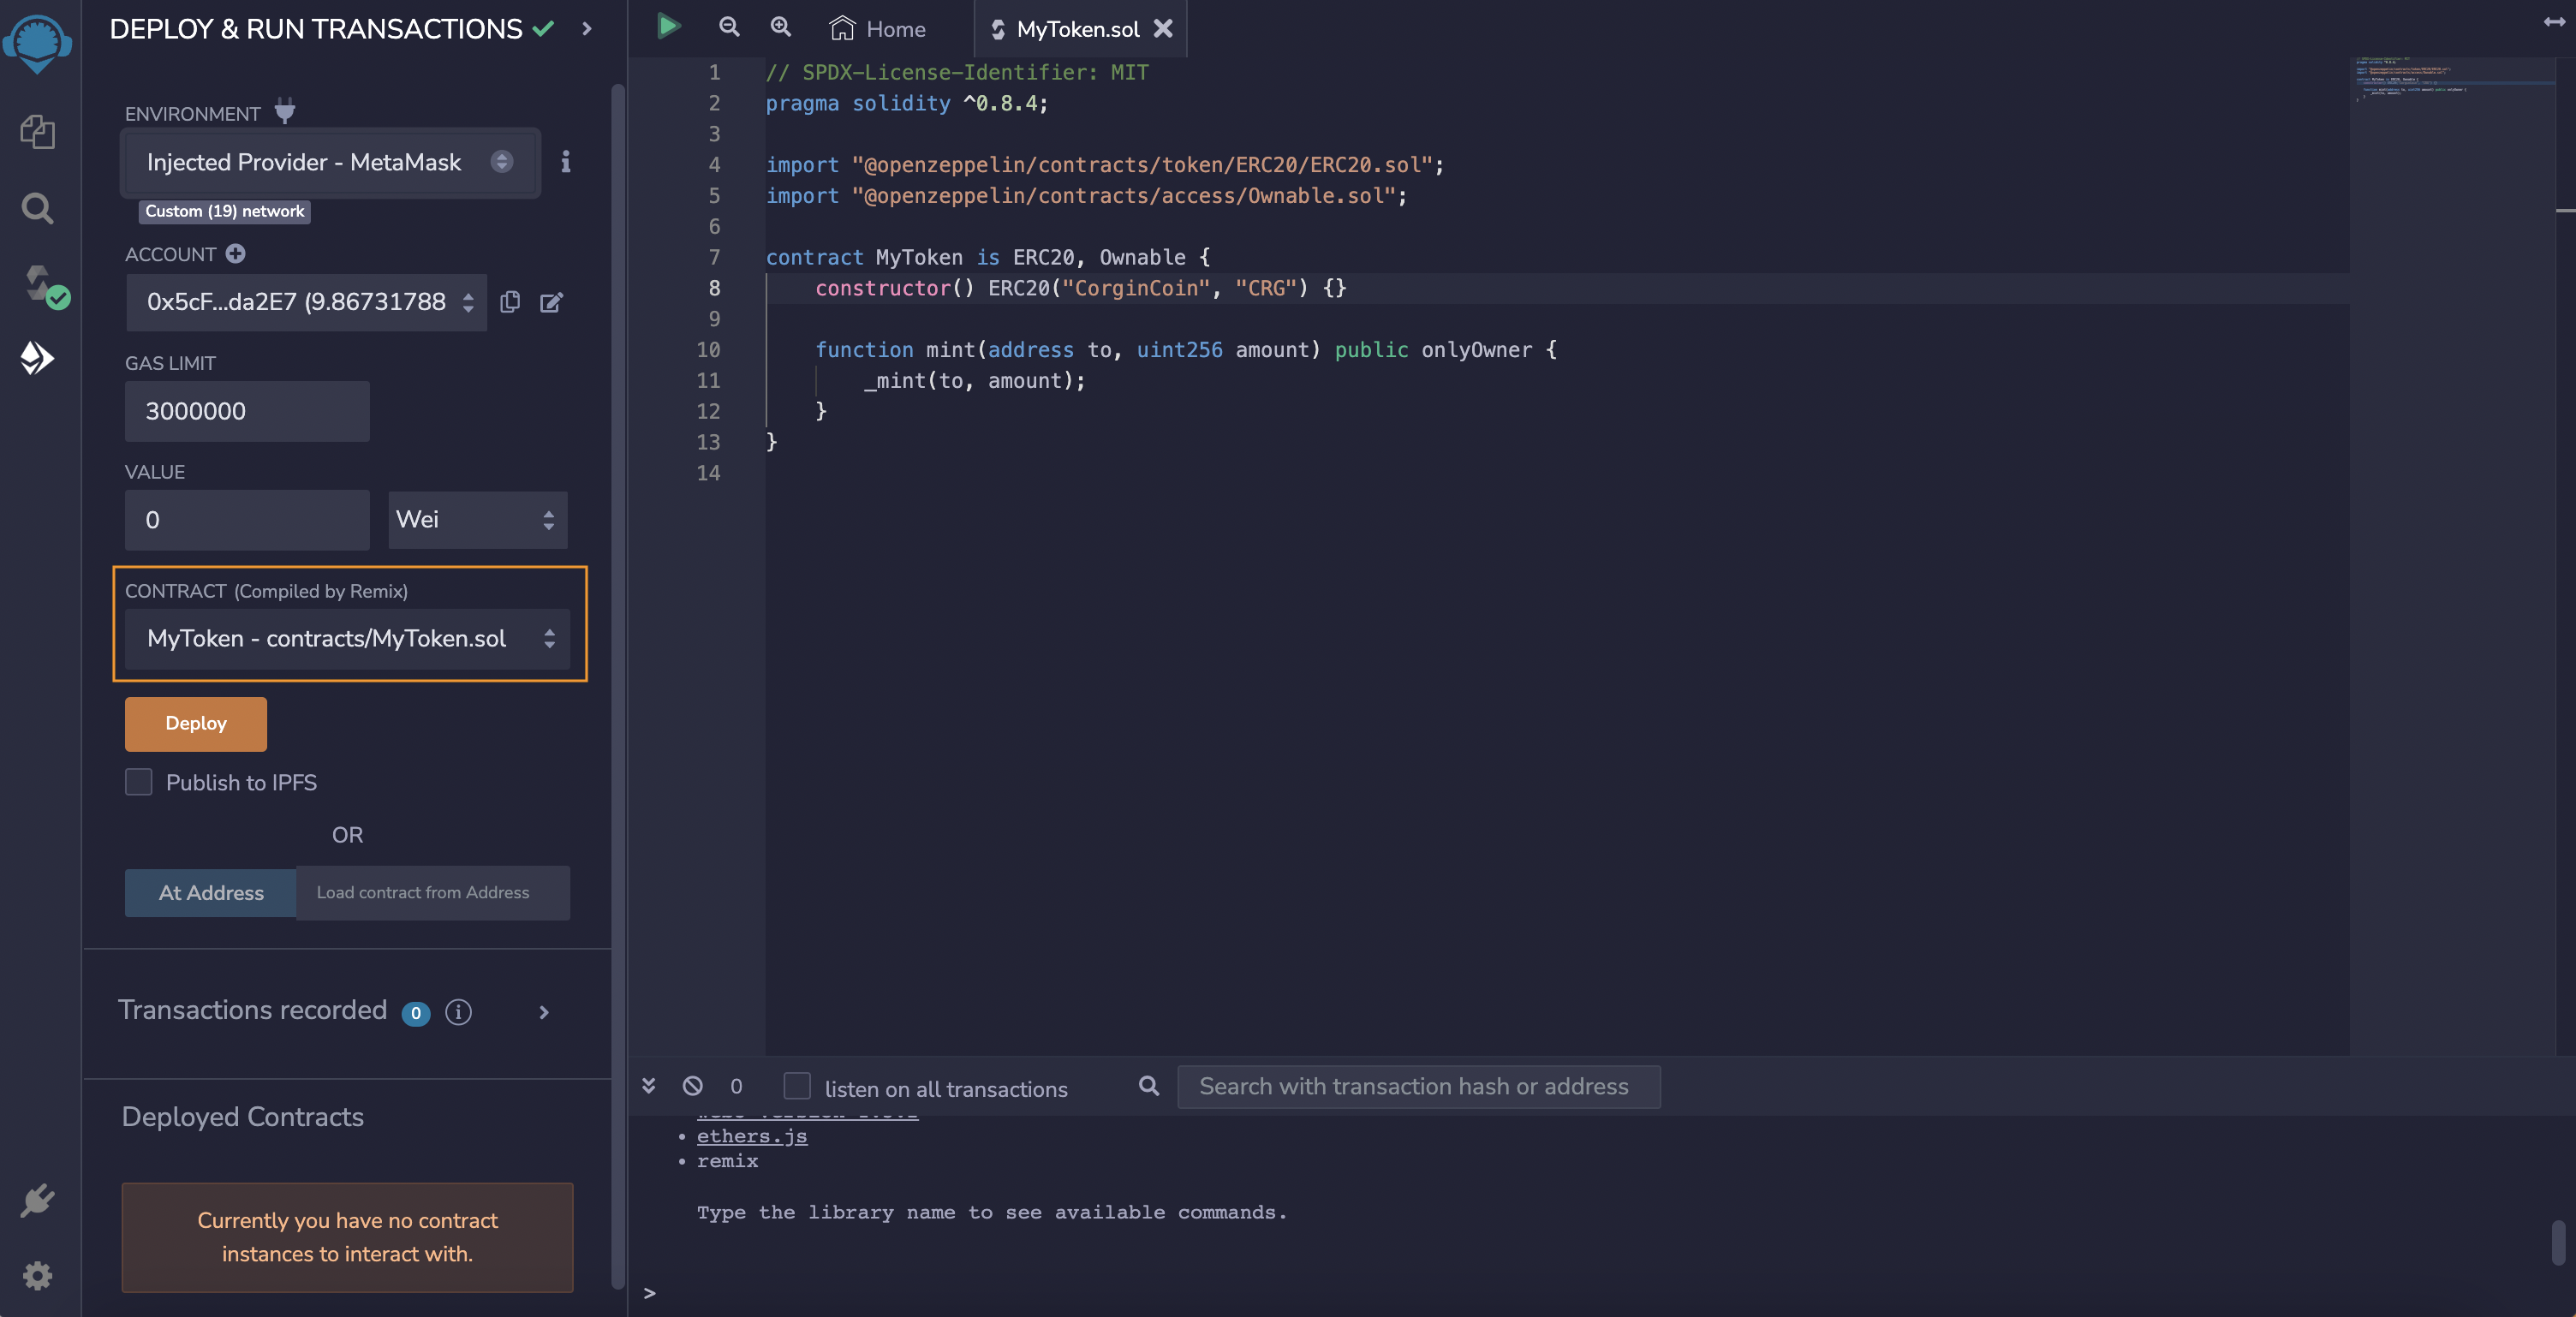 DEPLOY & RUN TRANSACTIONS
ENVIRONMENT
Injected Provider - MetaMask
Custom (19) network
ACCOUNT
0x5cF...da2E7 (9.86731788
GAS LIMIT
3000000
VALUE
0
Wei
CONTRACT (Compiled by Remix)
MyToken - contracts/MyToken.sol
Deploy
Publish to IPFS
OR
At Address
Load contract from Address
Transactions recorded 0
Deployed Contracts
Currently you have no contract
instances to interact with.
Home
MyToken.sol
1 // SPDX-License-Identifier: MIT
2 pragma solidity ^0.8.4;
3
4 import "@openzeppelin/contracts/token/ERC20/ERC20.sol";
5 import "@openzeppelin/contracts/access/Ownable.sol";
6
7 contract MyToken is ERC20, Ownable {
8 constructor() ERC20("CorginCoin", "CRG") {}
9
10 function mint(address to, uint256 amount) public onlyOwner {
11 _mint(to, amount);
12 }
13 }
14
0
listen on all transactions
Search with transaction hash or address
• ethers.js
• remix
Type the library name to see available commands.
>